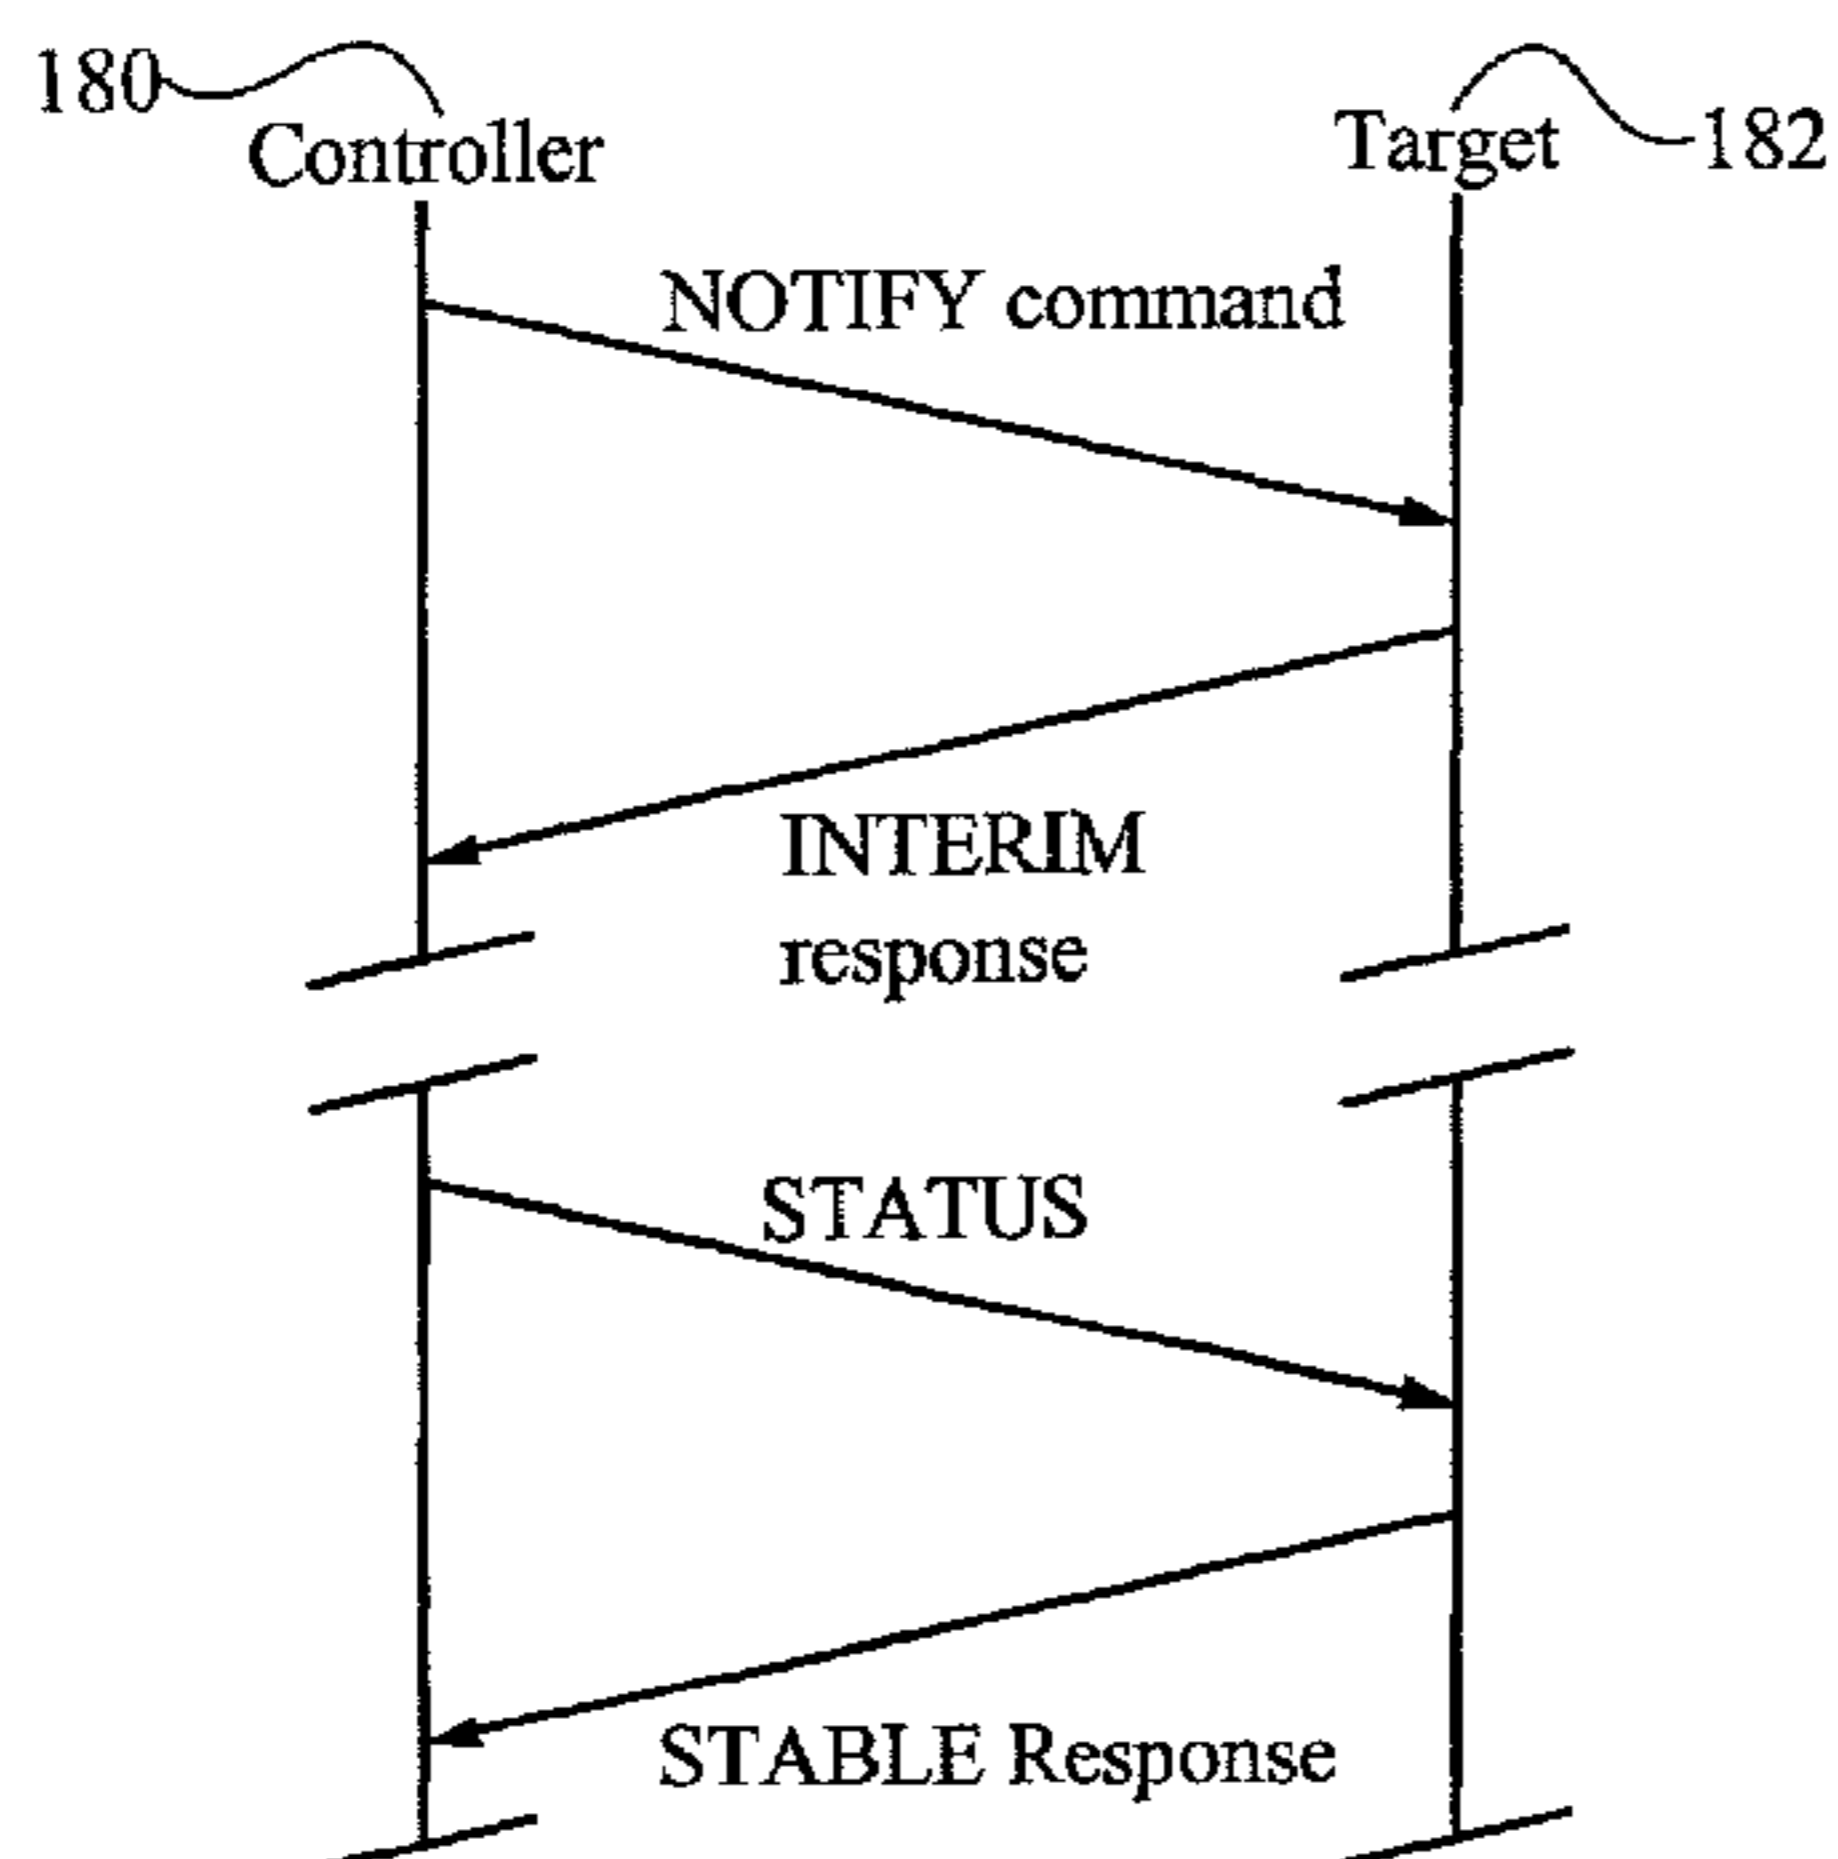 180
Controller
Target
182
NOTIFY command
INTERIM
response
STATUS
STABLE Response